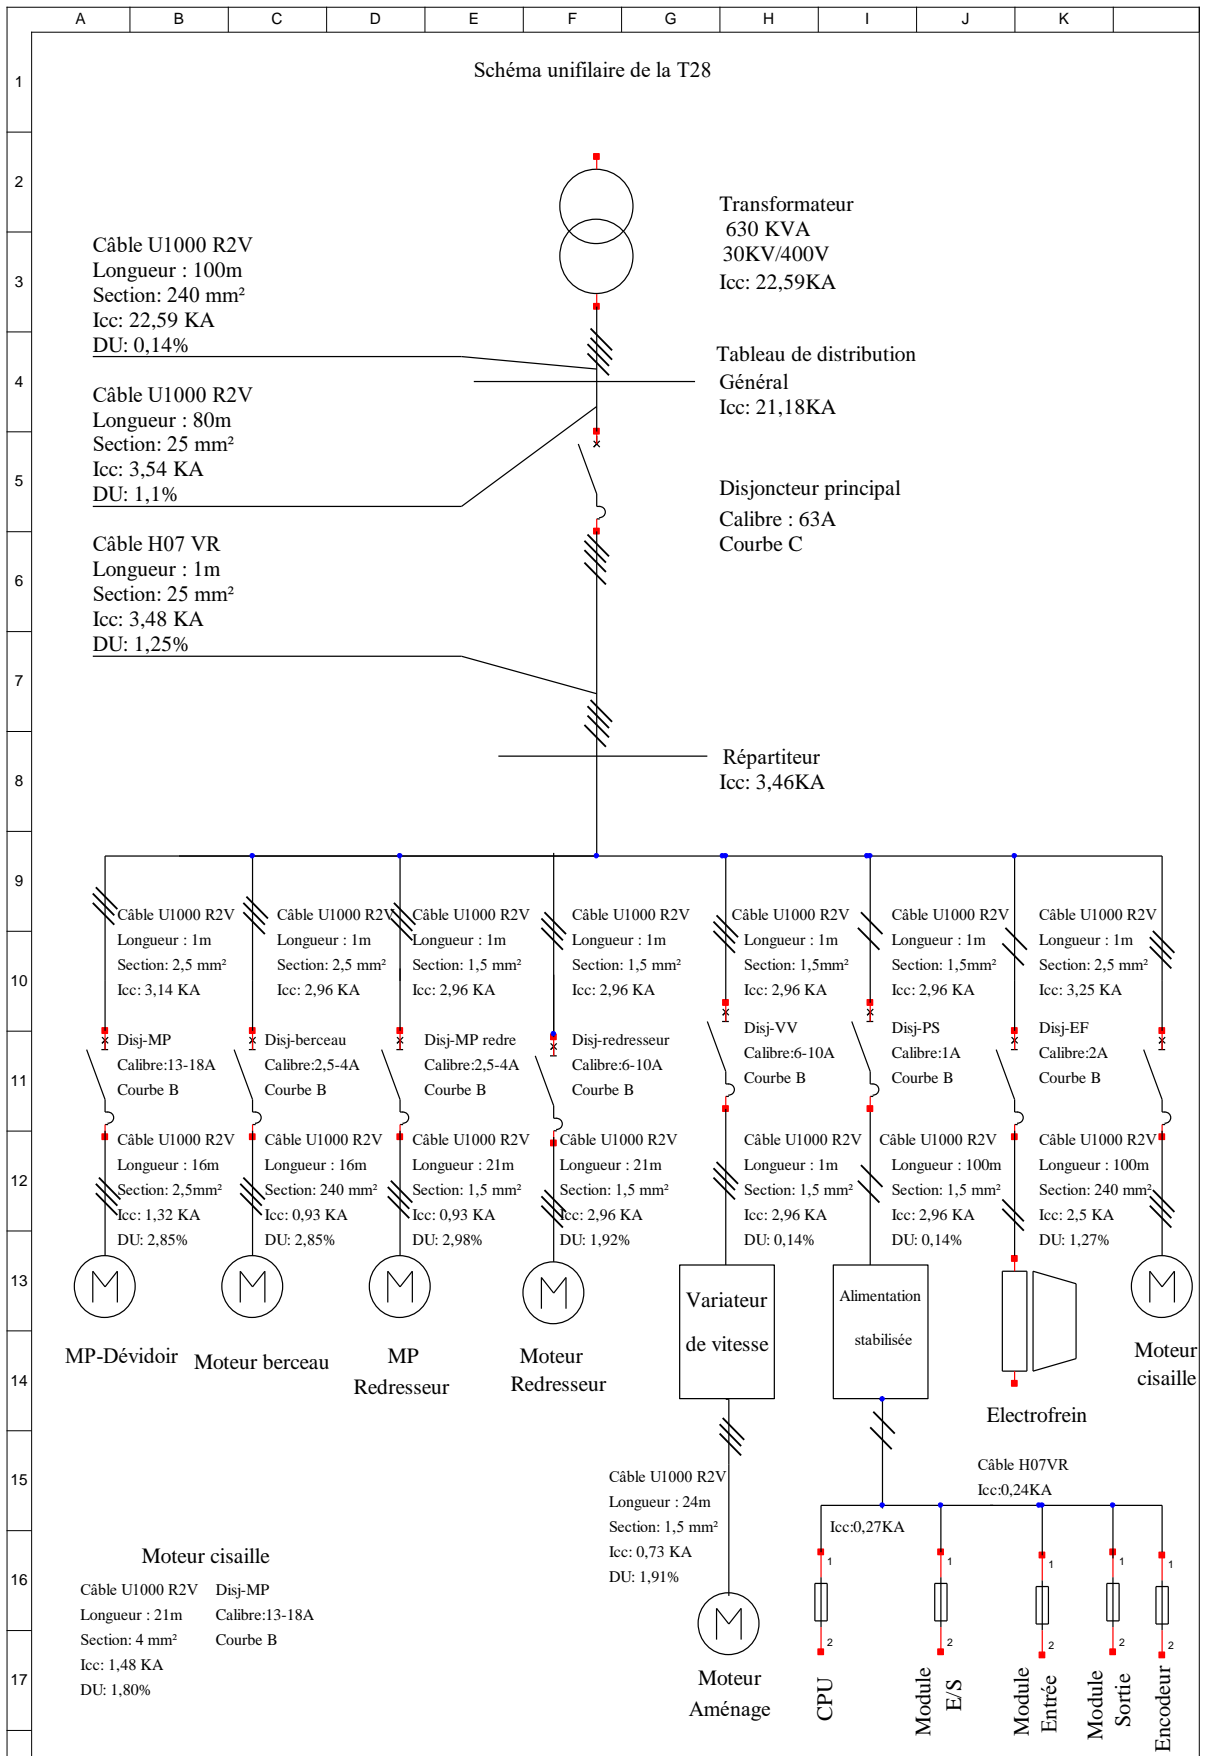 A B C D E F G H I J K
1
2
3
4
5
6
7
8
9
10
11
12
13
14
15
16
17
Schéma unifilaire de la T28
Transformateur
630 KVA
30KV/400V
Icc: 22,59KA
Câble U1000 R2V
Longueur : 100m
Section: 240 mm²
Icc: 22,59 KA
DU: 0,14%
Tableau de distribution
Général
Icc: 21,18KA
Câble U1000 R2V
Longueur : 80m
Section: 25 mm²
Icc: 3,54 KA
DU: 1,1%
Disjoncteur principal
Calibre : 63A
Courbe C
Câble H07 VR
Longueur : 1m
Section: 25 mm²
Icc: 3,48 KA
DU: 1,25%
Répartiteur
Icc: 3,46KA
Câble U1000 R2V
Longueur : 1m
Section: 2,5 mm²
Icc: 3,14 KA
Câble U1000 R2V
Longueur : 1m
Section: 2,5 mm²
Icc: 2,96 KA
Câble U1000 R2V
Longueur : 1m
Section: 1,5 mm²
Icc: 2,96 KA
Câble U1000 R2V
Longueur : 1m
Section: 1,5 mm²
Icc: 2,96 KA
Câble U1000 R2V
Longueur : 1m
Section: 1,5mm²
Icc: 2,96 KA
Câble U1000 R2V
Longueur : 1m
Section: 1,5mm²
Icc: 2,96 KA
Câble U1000 R2V
Longueur : 1m
Section: 2,5 mm²
Icc: 3,25 KA
Disj-MP
Calibre:13-18A
Courbe B
Disj-berceau
Calibre:2,5-4A
Courbe B
Disj-MP redre
Calibre:2,5-4A
Courbe B
Disj-redresseur
Calibre:6-10A
Courbe B
Disj-VV
Calibre:6-10A
Courbe B
Disj-PS
Calibre:1A
Courbe B
Disj-EF
Calibre:2A
Courbe B
Câble U1000 R2V
Longueur : 16m
Section: 2,5mm²
Icc: 1,32 KA
DU: 2,85%
Câble U1000 R2V
Longueur : 16m
Section: 240 mm²
Icc: 0,93 KA
DU: 2,85%
Câble U1000 R2V
Longueur : 21m
Section: 1,5 mm²
Icc: 0,93 KA
DU: 2,98%
Câble U1000 R2V
Longueur : 21m
Section: 1,5 mm²
Icc: 2,96 KA
DU: 1,92%
Câble U1000 R2V
Longueur : 1m
Section: 1,5 mm²
Icc: 2,96 KA
DU: 0,14%
Câble U1000 R2V
Longueur : 100m
Section: 1,5 mm²
Icc: 2,96 KA
DU: 0,14%
Câble U1000 R2V
Longueur : 100m
Section: 240 mm²
Icc: 2,5 KA
DU: 1,27%
M
MP-Dévidoir
M
Moteur berceau
M
MP
Redresseur
M
Moteur
Redresseur
Variateur
de vitesse
Alimentation
stabilisée
Electrofrein
M
Moteur
cisaille
Câble U1000 R2V
Longueur : 24m
Section: 1,5 mm²
Icc: 0,73 KA
DU: 1,91%
Câble H07VR
Icc:0,24KA
Icc:0,27KA
M
Moteur
Aménage
1
2
CPU
1
2
Module
E/S
1
2
Module
Entrée
1
2
Module
Sortie
1
2
Encodeur
Moteur cisaille
Câble U1000 R2V
Longueur : 21m
Section: 4 mm²
Icc: 1,48 KA
DU: 1,80%
Disj-MP
Calibre:13-18A
Courbe B